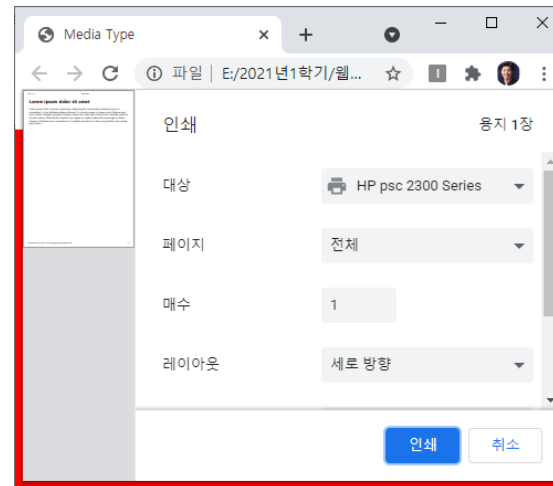 Media Type
파일 | E:/2021년1학기/웹...
Lorem ipsum dolor sit amet
인쇄 용지 1장
대상 HP psc 2300 Series
페이지 전체
매수 1
레이아웃 세로 방향
인쇄 취소